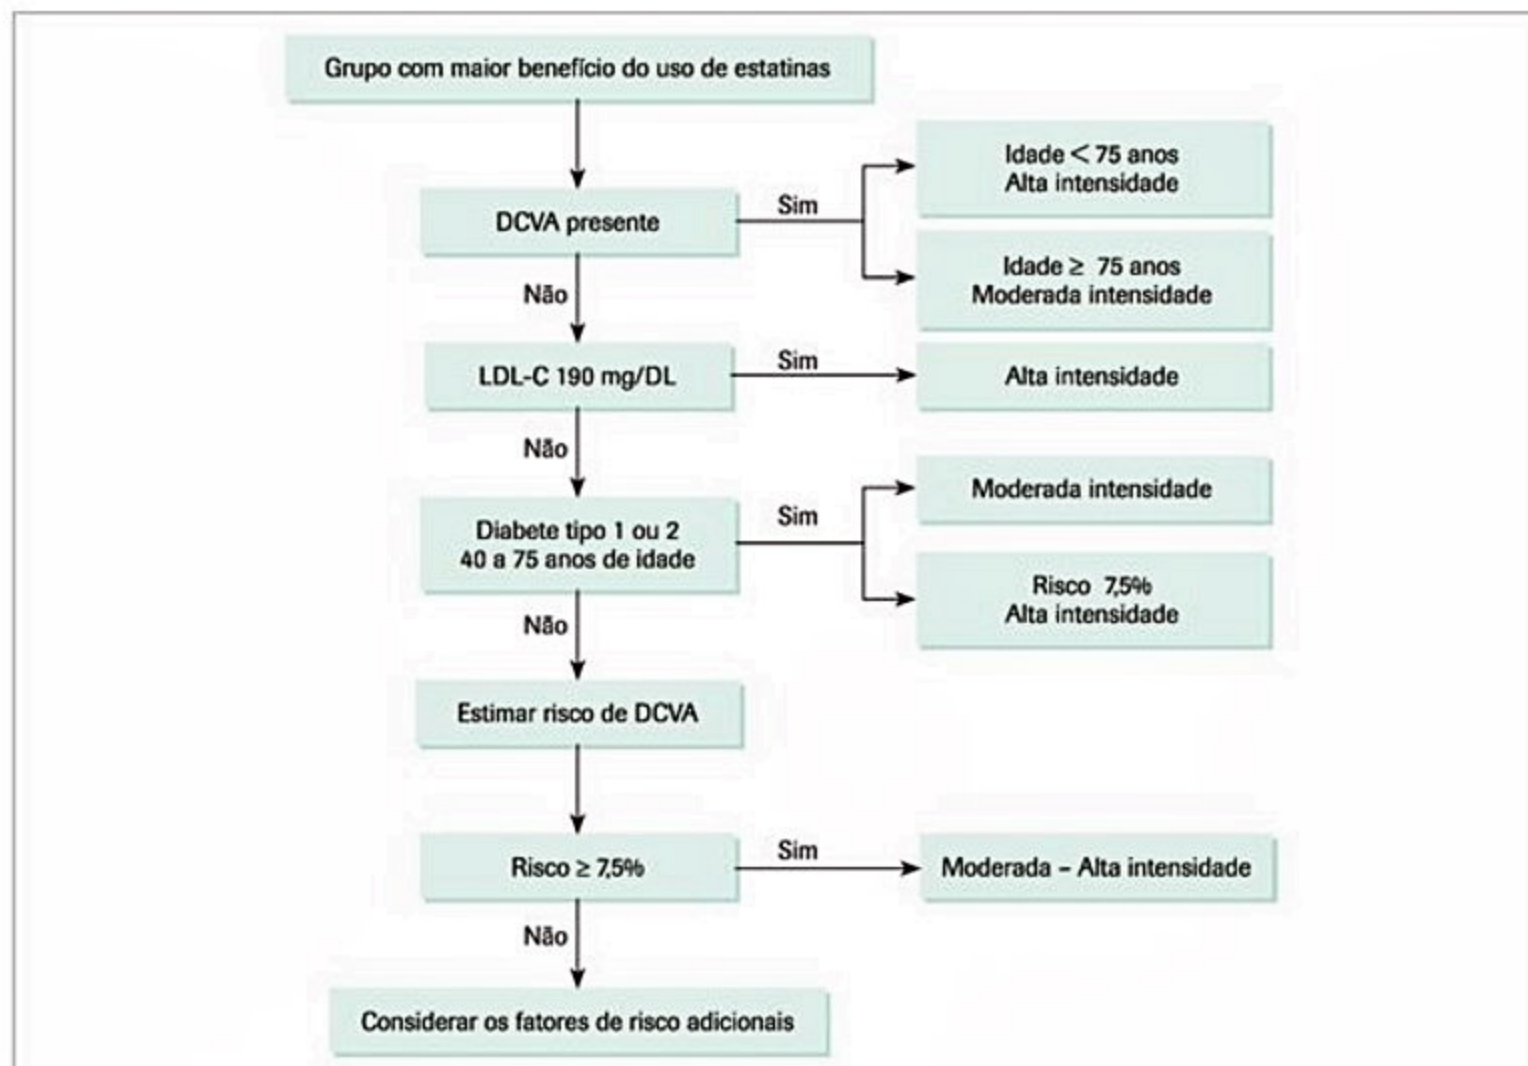 Grupo com maior benefício do uso de estatinas
DCVA presente
Sim
Idade < 75 anos
Alta intensidade
Idade ≥ 75 anos
Moderada intensidade
Não
LDL-C 190 mg/DL
Sim
Alta intensidade
Não
Diabete tipo 1 ou 2
40 a 75 anos de idade
Sim
Moderada intensidade
Risco 7,5%
Alta intensidade
Não
Estimar risco de DCVA
Risco ≥ 7,5%
Sim
Moderada – Alta intensidade
Não
Considerar os fatores de risco adicionais